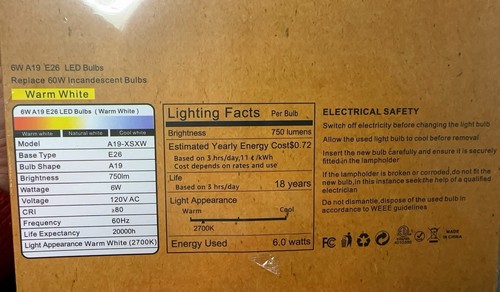 6W A19 E26 LED Bulbs
Replace 60W Incandescent Bulbs
Warm White
6W A19 E26 LED Bulbs ( Warm White )
Warm white Natural white Cool white
Model A19-XSXW
Base Type E26
Bulb Shape A19
Brightness 750lm
Wattage 6W
Voltage 120V AC
CRI ≥80
Frequency 60Hz
Life Expectancy 20000h
Light Appearance Warm White (2700K)
Lighting Facts Per Bulb
Brightness 750 lumens
Estimated Yearly Energy Cost $0.72
Based on 3 hrs/day, 11 ¢/kWh
Cost depends on rates and use
Life
Based on 3 hrs/day 18 years
Light Appearance
Warm Cool
2700K
Energy Used 6.0 watts
ELECTRICAL SAFETY
Switch off electricity before changing the light bulb
Allow the used light bulb to cool before removal
Insert the new bulb carefully and ensure it is securely
fitted in the lampholder
If the lampholder is broken or corroded, do not fit the
new bulb, in this instance seek the help of a qualified
electrician
Do not dismantle, dispose of the used bulb in
accordance to WEEE guidelines
FC
MADE
IN CHINA